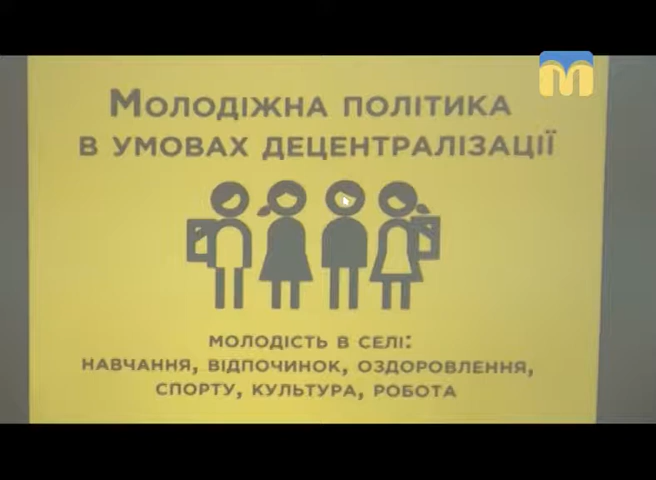 Молодіжна політика
в умовах децентралізації
молодість в селі:
навчання, відпочинок, оздоровлення,
спорту, культура, робота